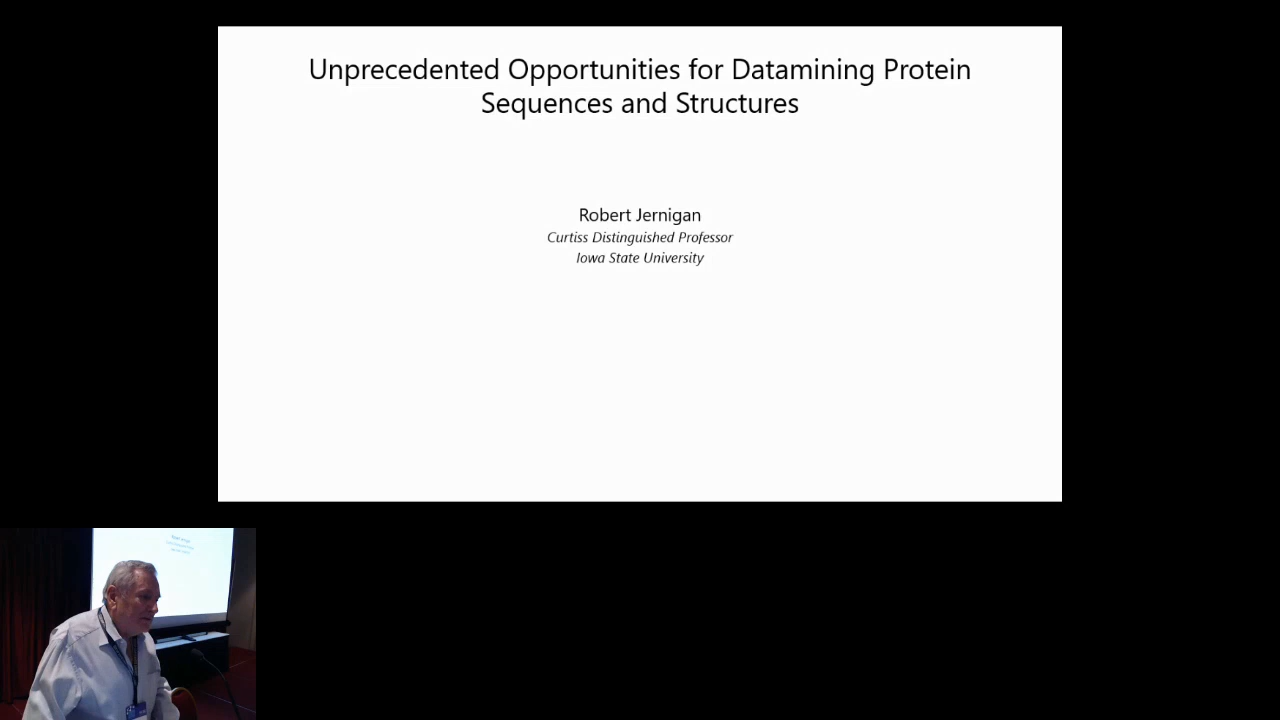 Unprecedented Opportunities for Datamining Protein
Sequences and Structures
Robert Jernigan
Curtiss Distinguished Professor
Iowa State University